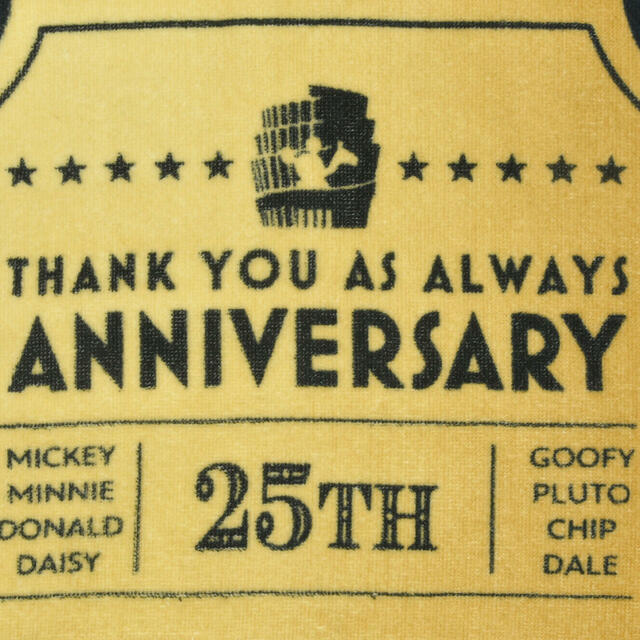 THANK YOU AS ALWAYS
ANNIVERSARY
MICKEY
MINNIE
DONALD
DAISY
25TH
GOOFY
PLUTO
CHIP
DALE